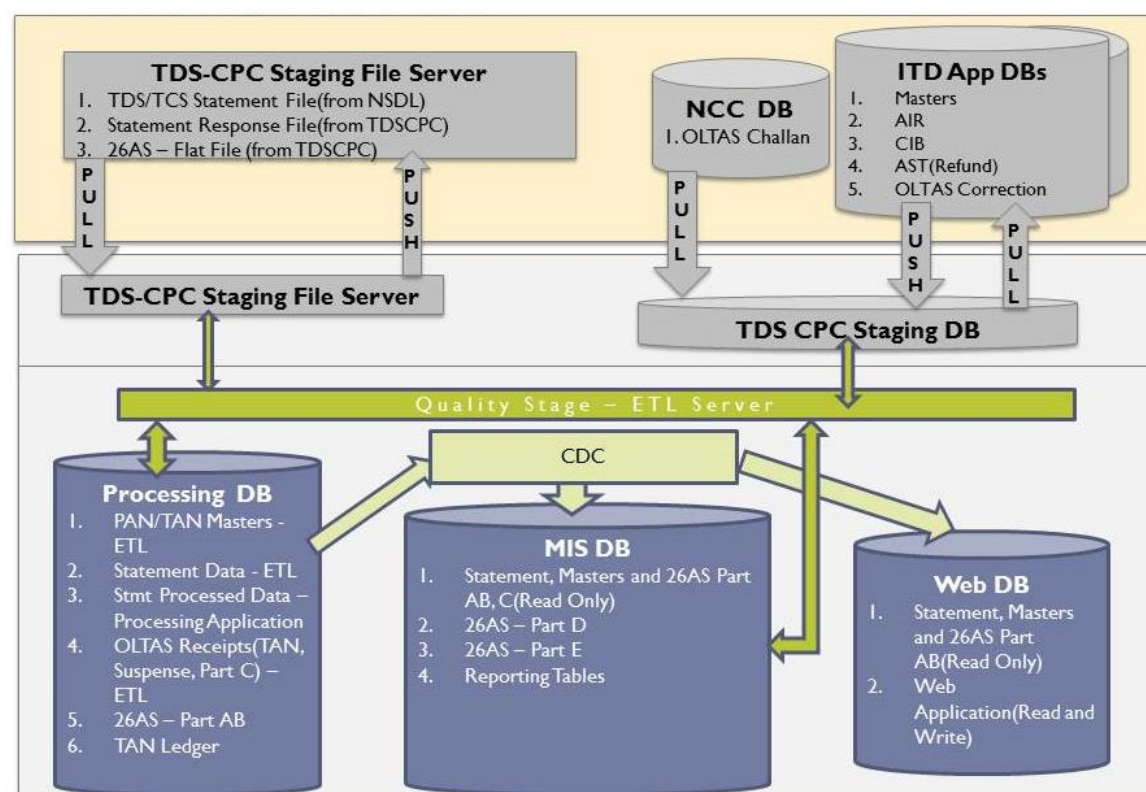 TDS-CPC Staging File Server
1. TDS/TCS Statement File(from NSDL)
2. Statement Response File(from TDSCPC)
3. 26AS – Flat File (from TDSCPC)
NCC DB
1. OLTAS Challan
ITD App DBs
1. Masters
2. AIR
3. CIB
4. AST(Refund)
5. OLTAS Correction
PULL
PUSH
PULL
PUSH
PULL
TDS-CPC Staging File Server
TDS CPC Staging DB
Quality Stage – ETL Server
CDC
Processing DB
1. PAN/TAN Masters -
ETL
2. Statement Data - ETL
3. Stmt Processed Data –
Processing Application
4. OLTAS Receipts(TAN,
Suspense, Part C) –
ETL
5. 26AS – Part AB
6. TAN Ledger
MIS DB
1. Statement, Masters and 26AS Part
AB, C(Read Only)
2. 26AS – Part D
3. 26AS – Part E
4. Reporting Tables
Web DB
1. Statement, Masters
and 26AS Part
AB(Read Only)
2. Web
Application(Read and
Write)